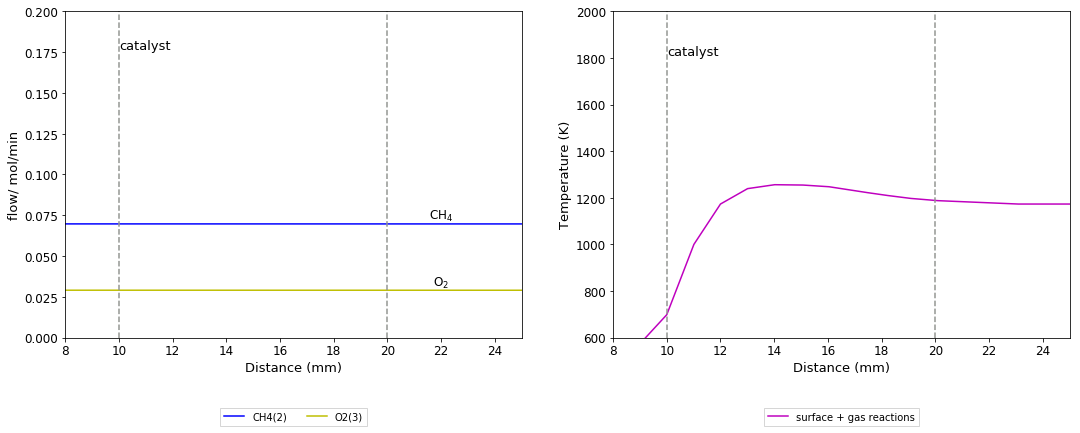 0.200
0.175
0.150
0.125
0.100
0.075
0.050
0.025
0.000
flow/ mol/min
catalyst
CH₄
O₂
8 10 12 14 16 18 20 22 24
Distance (mm)
CH4(2) O2(3)
2000
1800
1600
1400
1200
1000
800
600
Temperature (K)
catalyst
8 10 12 14 16 18 20 22 24
Distance (mm)
surface + gas reactions